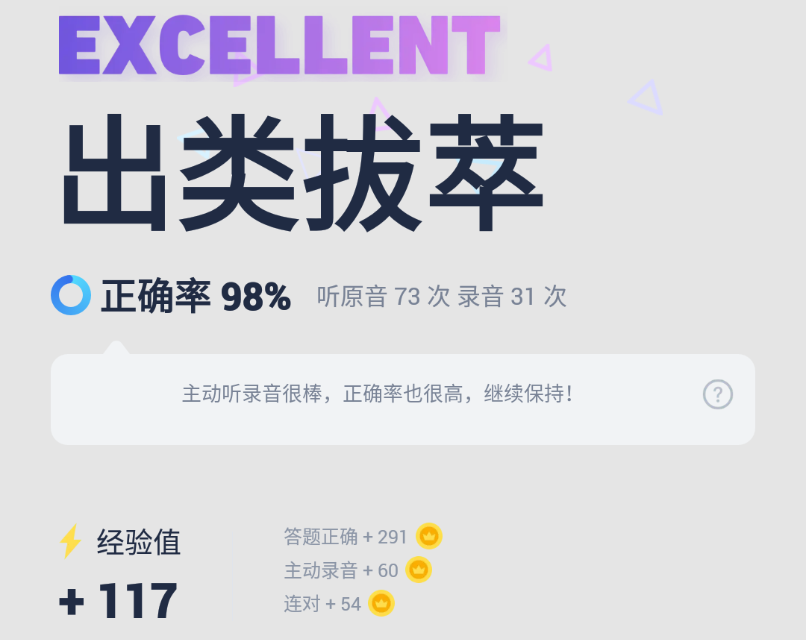 EXCELLENT
出类拔萃
正确率 98% 听原音 73 次 录音 31 次
主动听录音很棒，正确率也很高，继续保持！
?
经验值
+ 117
答题正确 + 291
主动录音 + 60
连对 + 54